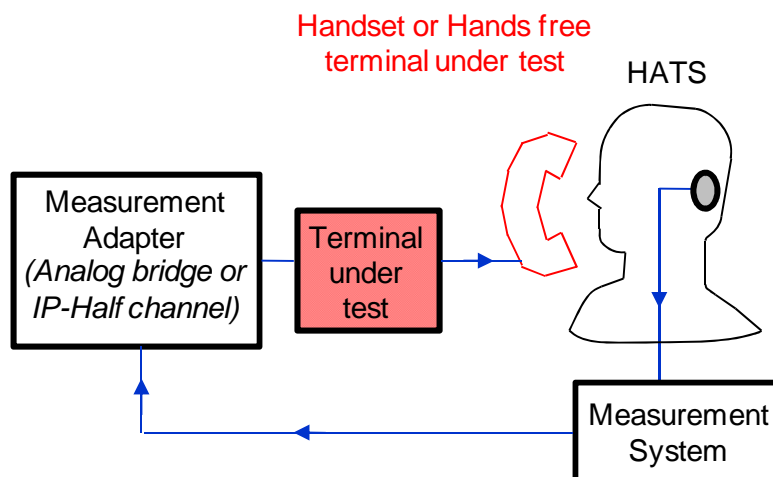 Handset or Hands free
terminal under test
HATS
Measurement
Adapter
(Analog bridge or
IP-Half channel)
Terminal
under
test
Measurement
System